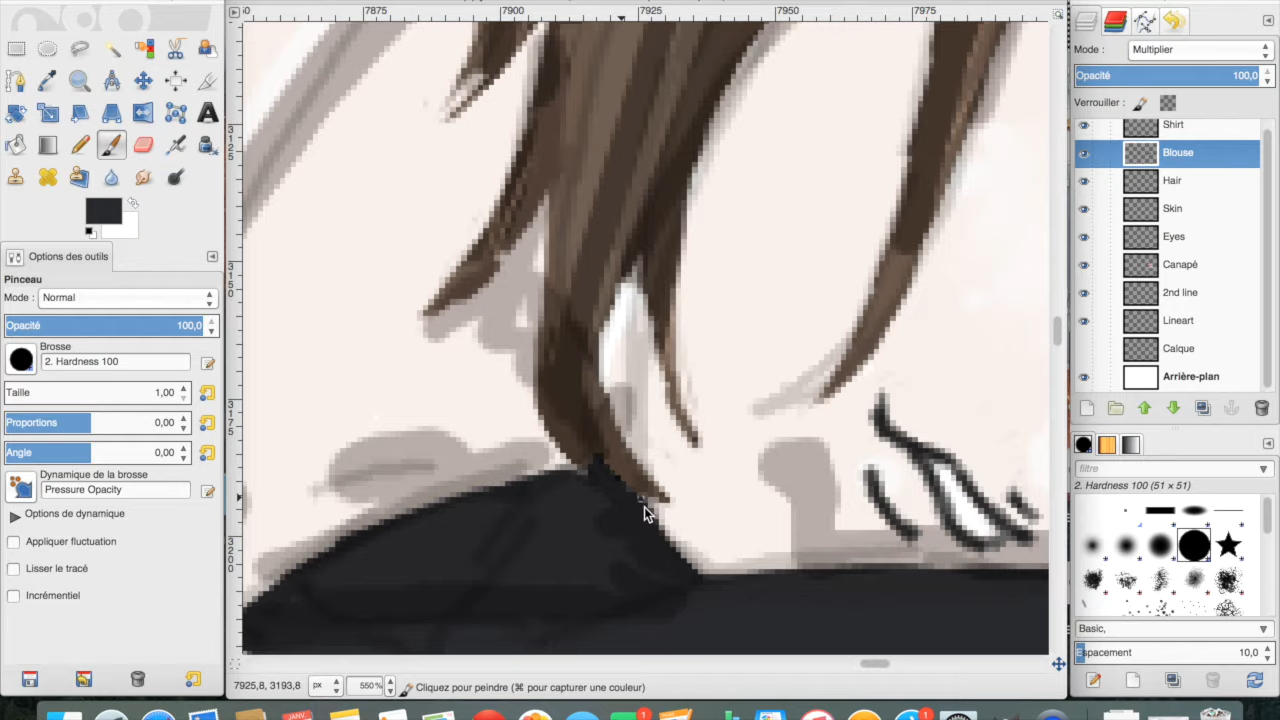 7875 7900 7925 7950 7975
Mode : Multiplier
Opacité 100,0
Verrouiller :
Shirt
Blouse
Hair
Skin
Eyes
Canapé
2nd line
Lineart
Calque
Arrière-plan
Options des outils
Pinceau
Mode : Normal
Opacité 100,0
Brosse
2. Hardness 100
Taille 1,00
Proportions 0,00
Angle 0,00
Dynamique de la brosse
Pressure Opacity
Options de dynamique
Appliquer fluctuation
Lisser le tracé
Incrémentiel
filtre
2. Hardness 100 (51 × 51)
Basic,
Espacement 10,0
7925,8, 3193,8 px 550% Cliquez pour peindre (⌘ pour capturer une couleur)
JANV.
1
1